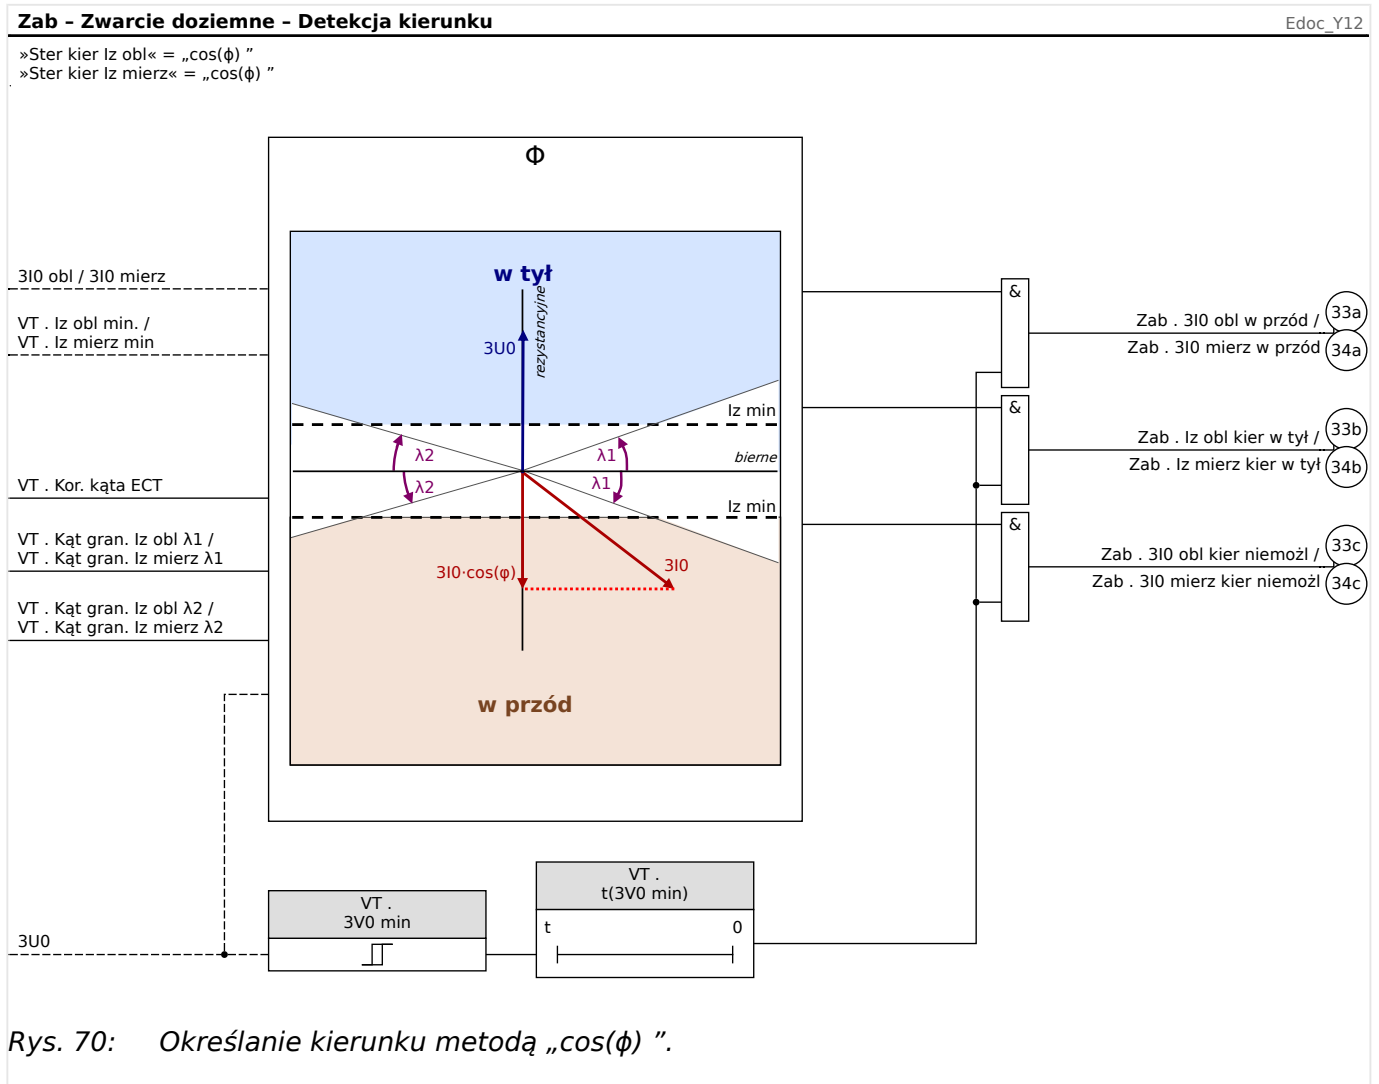 Zab – Zwarcie doziemne – Detekcja kierunku
Edoc_Y12
»Ster kier Iz obl« = „cos(ϕ) ”
»Ster kier Iz mierz« = „cos(ϕ) ”
Φ
w tył
rezystancyjne
3U0
Iz min
λ2
λ1
bierne
λ2
λ1
Iz min
3I0·cos(φ)
3I0
w przód
3I0 obl / 3I0 mierz
VT . Iz obl min. /
VT . Iz mierz min
VT . Kor. kąta ECT
VT . Kąt gran. Iz obl λ1 /
VT . Kąt gran. Iz mierz λ1
VT . Kąt gran. Iz obl λ2 /
VT . Kąt gran. Iz mierz λ2
3U0
VT .
3V0 min
VT .
t(3V0 min)
t
0
&
Zab . 3I0 obl w przód /
33a
Zab . 3I0 mierz w przód
34a
&
Zab . Iz obl kier w tył /
33b
Zab . Iz mierz kier w tył
34b
&
Zab . 3I0 obl kier niemożl /
33c
Zab . 3I0 mierz kier niemożl
34c
Rys. 70: Określanie kierunku metodą „cos(ϕ) ”.